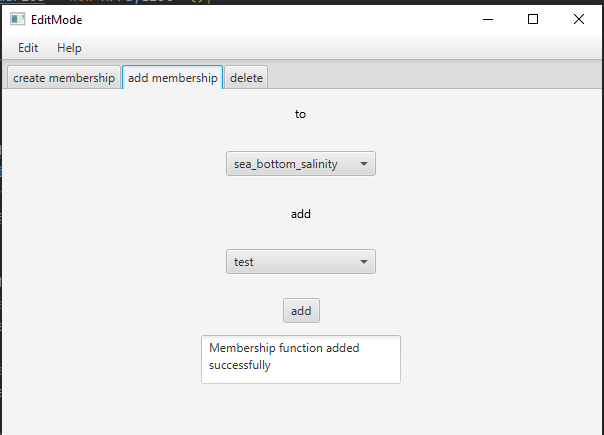 EditMode
Edit Help
create membership add membership delete
to
sea_bottom_salinity
add
test
add
Membership function added
successfully